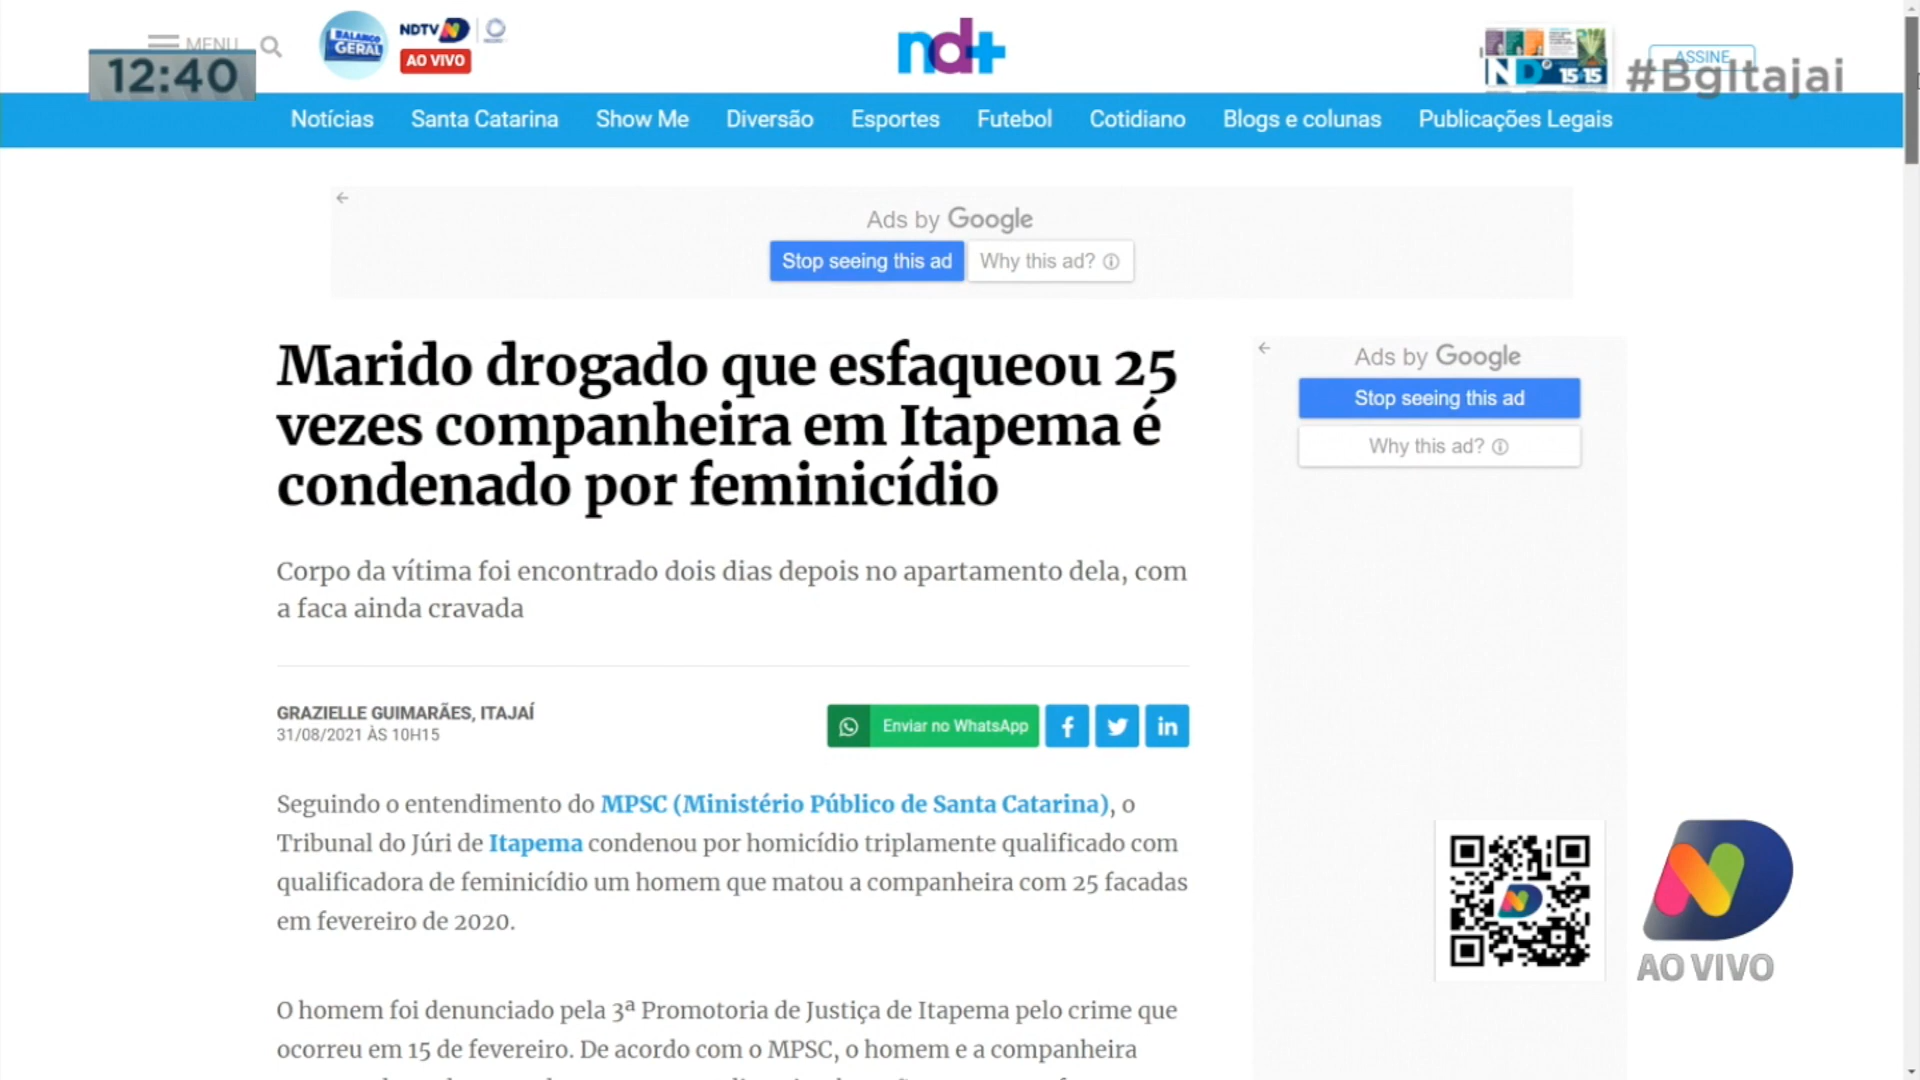 MENU
12:40
BALANÇO
GERAL
NDTV
AO VIVO
nd+
ND
15·15
ASSINE
#BgItajai
Notícias Santa Catarina Show Me Diversão Esportes Futebol Cotidiano Blogs e colunas Publicações Legais
Ads by Google
Stop seeing this ad Why this ad?
Marido drogado que esfaqueou 25
vezes companheira em Itapema é
condenado por feminicídio
Corpo da vítima foi encontrado dois dias depois no apartamento dela, com
a faca ainda cravada
GRAZIELLE GUIMARÃES, ITAJAÍ
31/08/2021 ÀS 10H15
Enviar no WhatsApp
Seguindo o entendimento do MPSC (Ministério Público de Santa Catarina), o
Tribunal do Júri de Itapema condenou por homicídio triplamente qualificado com
qualificadora de feminicídio um homem que matou a companheira com 25 facadas
em fevereiro de 2020.
O homem foi denunciado pela 3ª Promotoria de Justiça de Itapema pelo crime que
ocorreu em 15 de fevereiro. De acordo com o MPSC, o homem e a companheira
Ads by Google
Stop seeing this ad
Why this ad?
AO VIVO